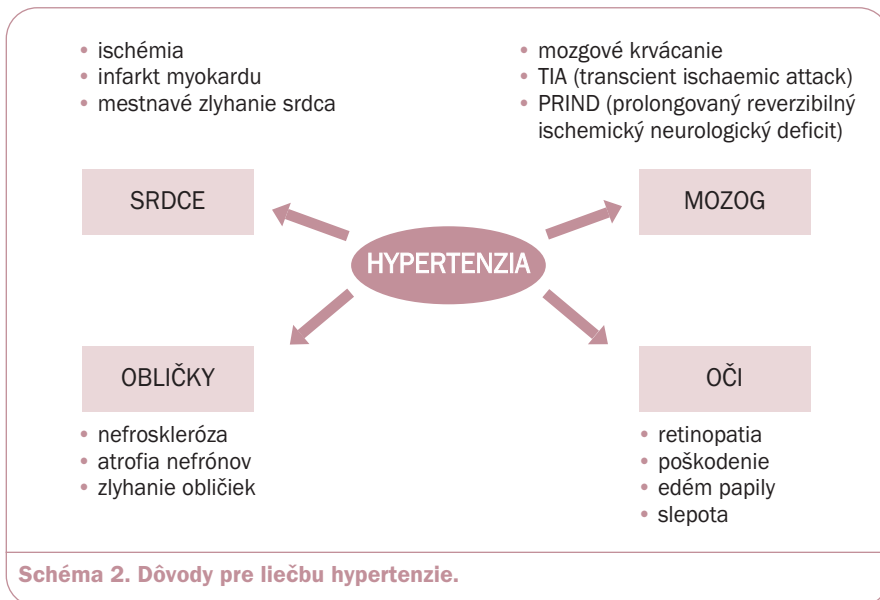 • ischémia
• infarkt myokardu
• mestnavé zlyhanie srdca
• mozgové krvácanie
• TIA (transcient ischaemic attack)
• PRIND (prolongovaný reverzibilný
ischemický neurologický deficit)
SRDCE
MOZOG
HYPERTENZIA
OBLIČKY
OČI
• nefroskleróza
• atrofia nefrónov
• zlyhanie obličiek
• retinopatia
• poškodenie
• edém papily
• slepota
Schéma 2. Dôvody pre liečbu hypertenzie.